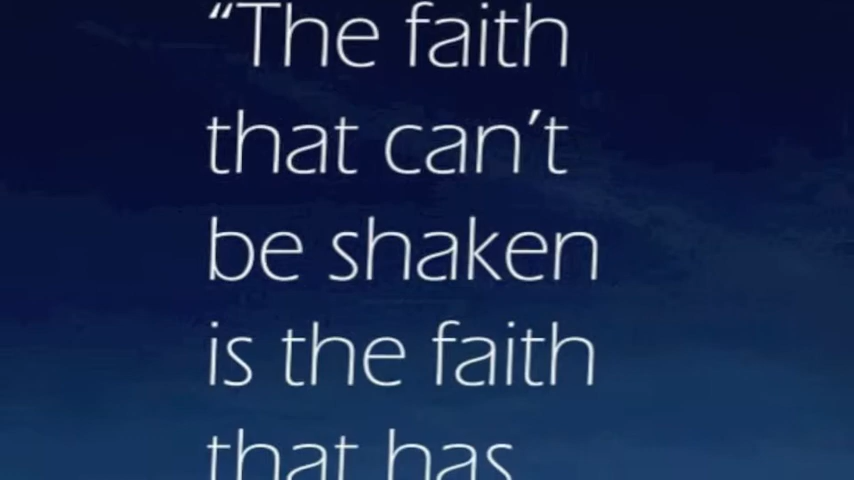 “The faith
that can’t
be shaken
is the faith
that has